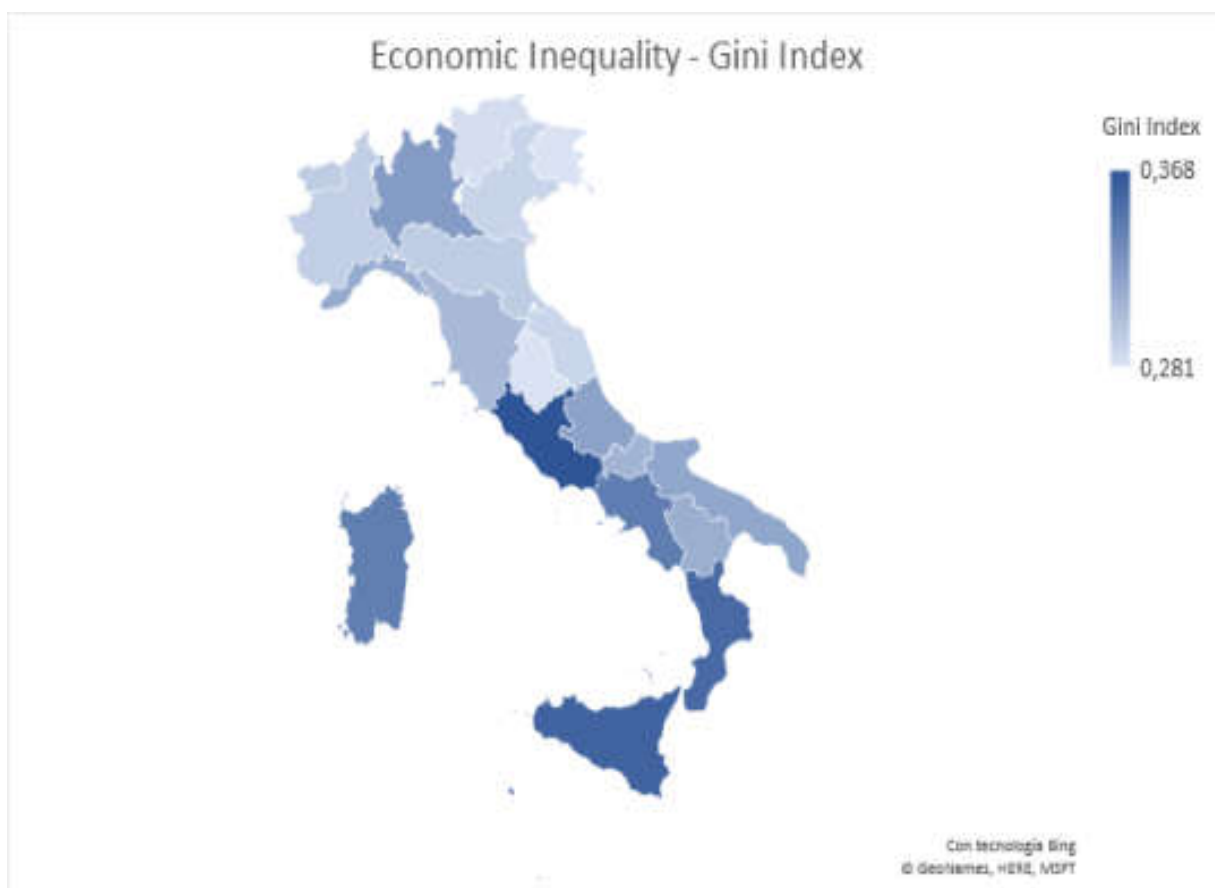 Economic Inequality - Gini Index
Gini Index
0,368
0,281
Con tecnologia Bing
© GeoNames, HERE, MSFT